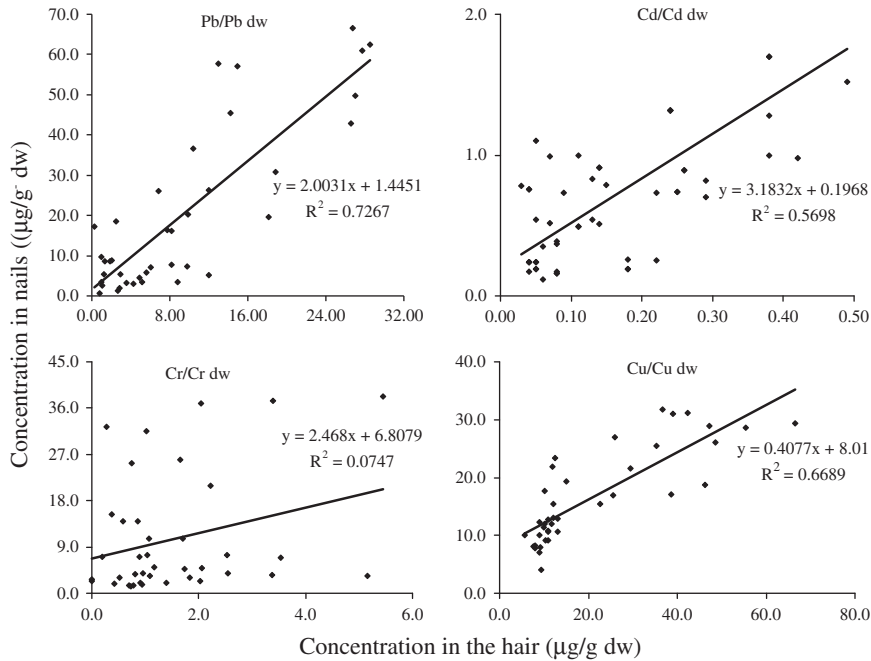 Concentration in nails ((µg/g- dw)
Pb/Pb dw
70.0
60.0
50.0
40.0
30.0
20.0
10.0
0.0
y = 2.0031x + 1.4451
R² = 0.7267
0.00 8.00 16.00 24.00 32.00
Cd/Cd dw
2.0
1.0
0.0
y = 3.1832x + 0.1968
R² = 0.5698
0.00 0.10 0.20 0.30 0.40 0.50
Cr/Cr dw
45.0
36.0
27.0
18.0
9.0
0.0
y = 2.468x + 6.8079
R² = 0.0747
0.0 2.0 4.0 6.0
Cu/Cu dw
40.0
30.0
20.0
10.0
0.0
y = 0.4077x + 8.01
R² = 0.6689
0.0 20.0 40.0 60.0 80.0
Concentration in the hair (µg/g dw)